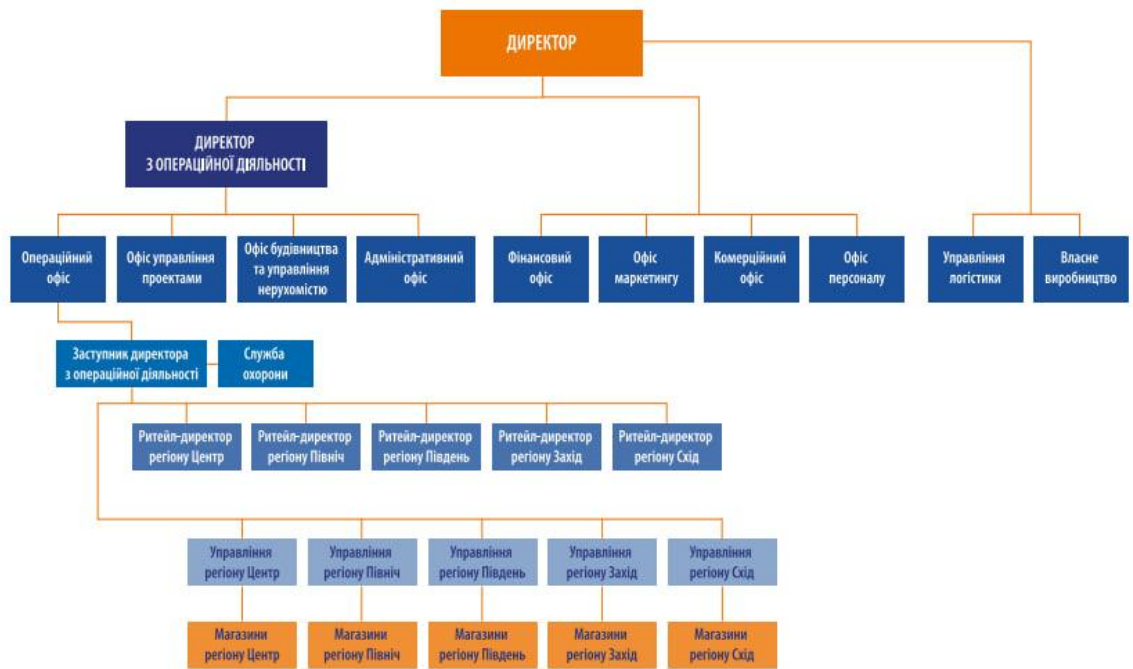 ДИРЕКТОР
ДИРЕКТОР
З ОПЕРАЦІЙНОЇ ДІЯЛЬНОСТІ
Операційний
офіс
Офіс управління
проектами
Офіс будівництва
та управління
нерухомістю
Адміністративний
офіс
Фінансовий
офіс
Офіс
маркетингу
Комерційний
офіс
Офіс
персоналу
Управління
логістики
Власне
виробництво
Заступник директора
з операційної діяльності
Служба
охорони
Ритейл-директор
регіону Центр
Ритейл-директор
регіону Північ
Ритейл-директор
регіону Південь
Ритейл-директор
регіону Захід
Ритейл-директор
регіону Схід
Управління
регіону Центр
Управління
регіону Північ
Управління
регіону Південь
Управління
регіону Захід
Управління
регіону Схід
Магазини
регіону Центр
Магазини
регіону Північ
Магазини
регіону Південь
Магазини
регіону Захід
Магазини
регіону Схід